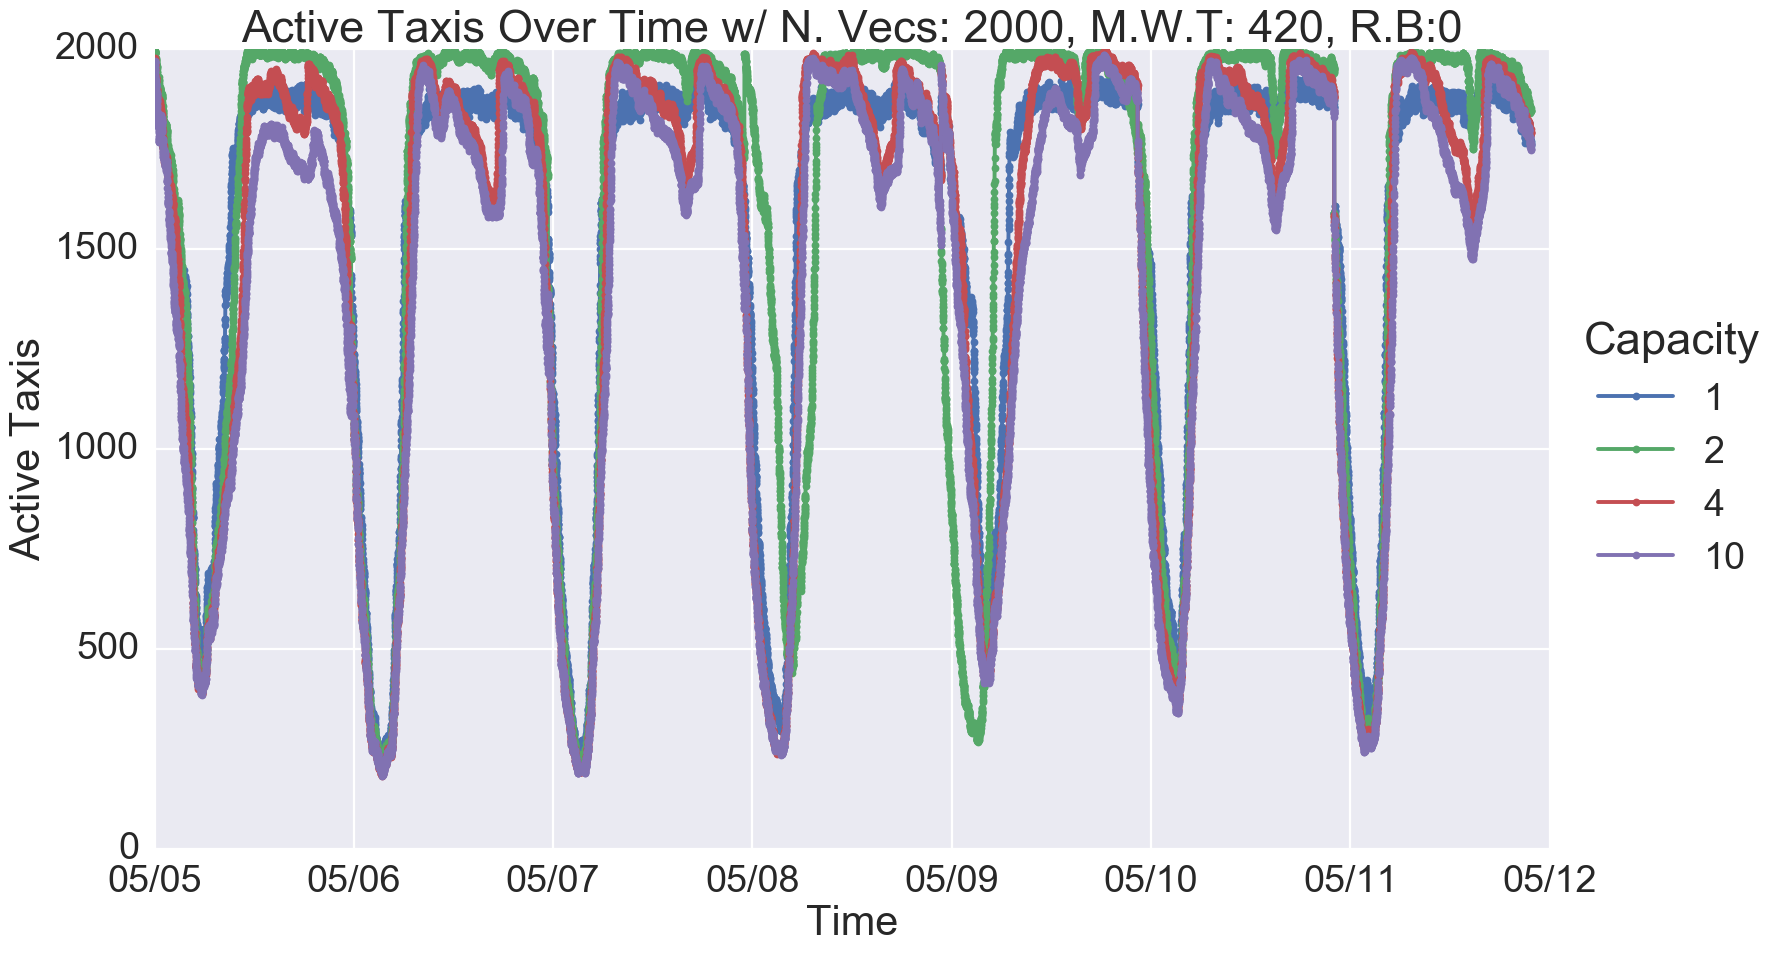 Active Taxis Over Time w/ N. Vecs: 2000, M.W.T: 420, R.B:0
2000
1500
1000
500
0
Active Taxis
05/05 05/06 05/07 05/08 05/09 05/10 05/11 05/12
Time
Capacity
1
2
4
10